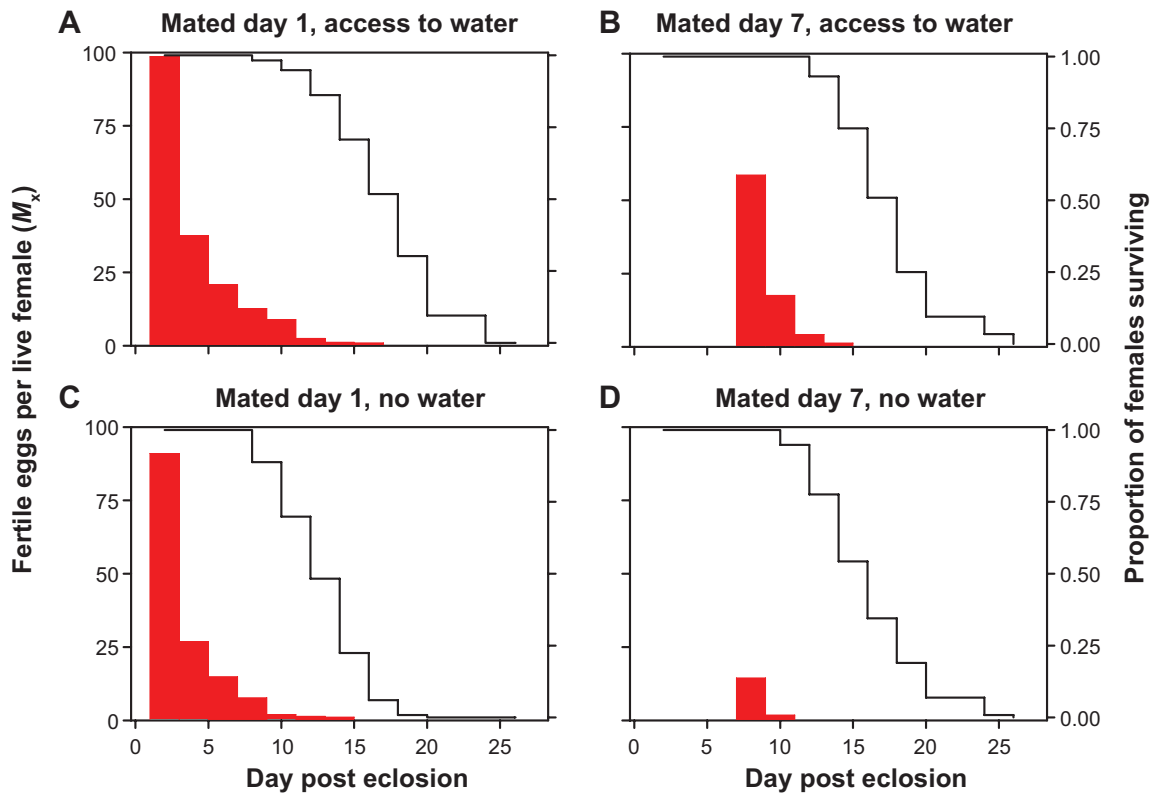 A Mated day 1, access to water
B Mated day 7, access to water
100
75
50
25
0
1.00
0.75
0.50
0.25
0.00
C Mated day 1, no water
D Mated day 7, no water
100
75
50
25
0
1.00
0.75
0.50
0.25
0.00
0 5 10 15 20 25
0 5 10 15 20 25
Day post eclosion
Day post eclosion
Fertile eggs per live female (Mx)
Proportion of females surviving